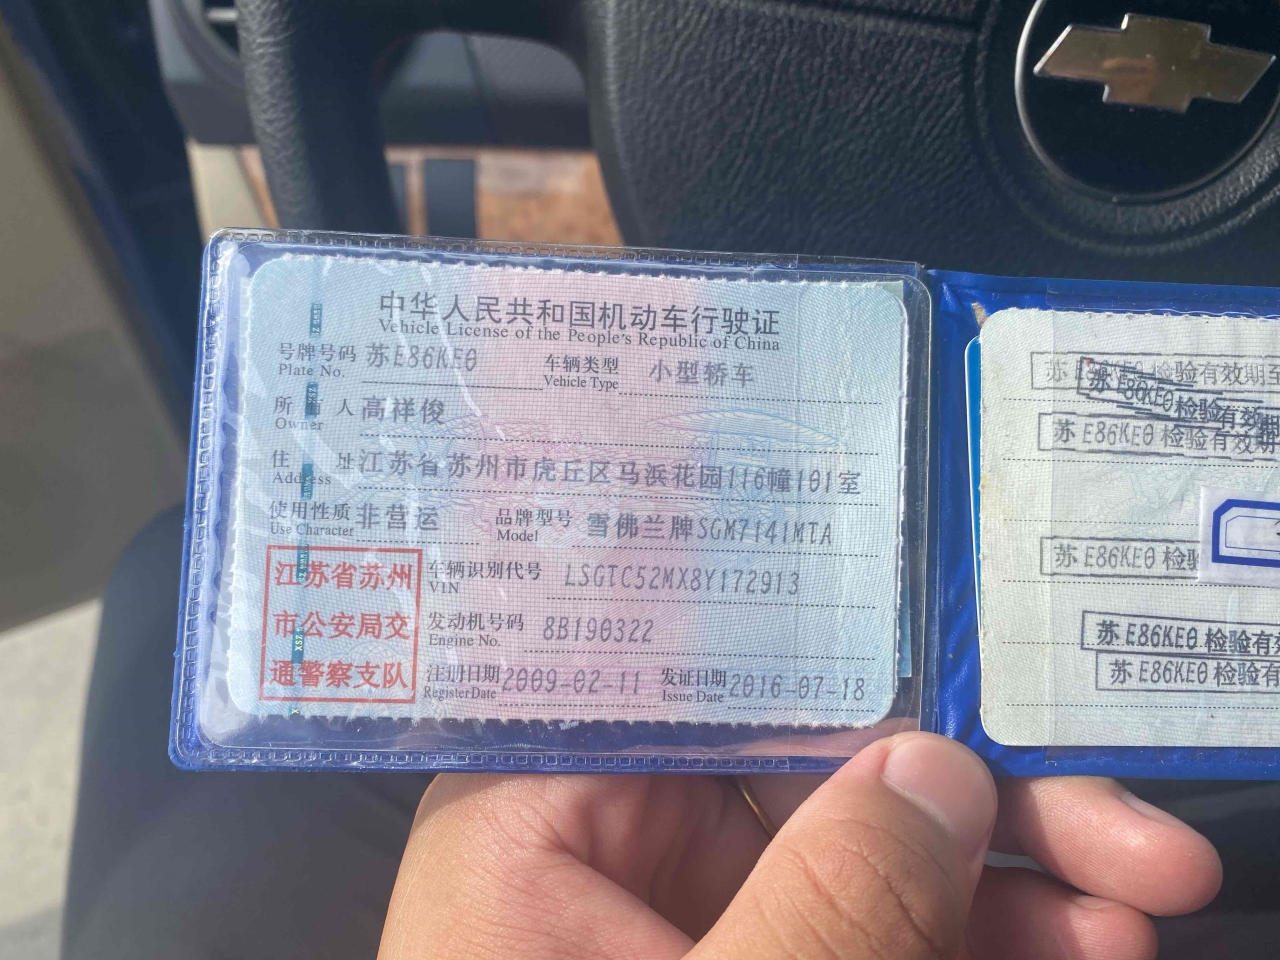 中华人民共和国机动车行驶证
Vehicle License of the People's Republic of China
号牌号码 苏E86KE0 车辆类型 小型轿车
Plate No. Vehicle Type
所有人 高祥俊
Owner
住址 江苏省苏州市虎丘区马浜花园116幢101室
Address
使用性质 非营运 品牌型号 雪佛兰牌SGM7141MTA
Use Character Model
车辆识别代号 LSGTC52MX8Y172913
VIN
发动机号码 8B190322
Engine No.
注册日期 2009-02-11 发证日期 2016-07-18
Register Date Issue Date
江苏省苏州
市公安局交
通警察支队
苏E86KE0检验有效期至
苏E86KE0检验有效期
苏E86KE0检验有效期
苏E86KE0检验
苏E86KE0检验有
苏E86KE0检验有